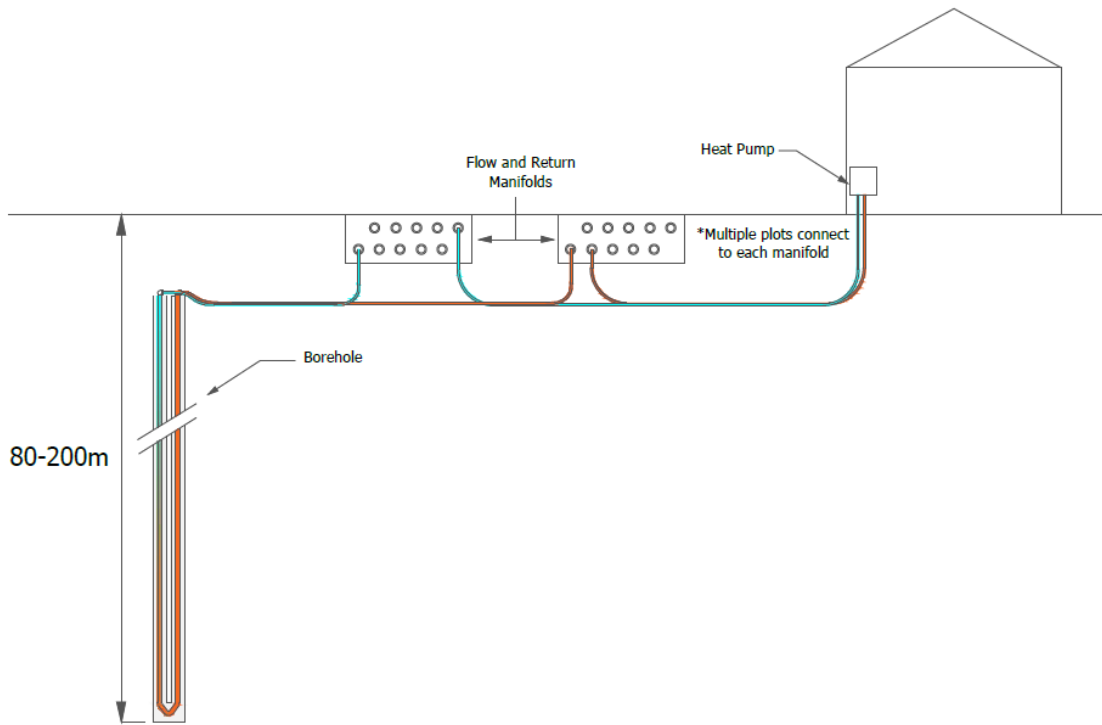 Heat Pump
Flow and Return
Manifolds
*Multiple plots connect
to each manifold
Borehole
80-200m